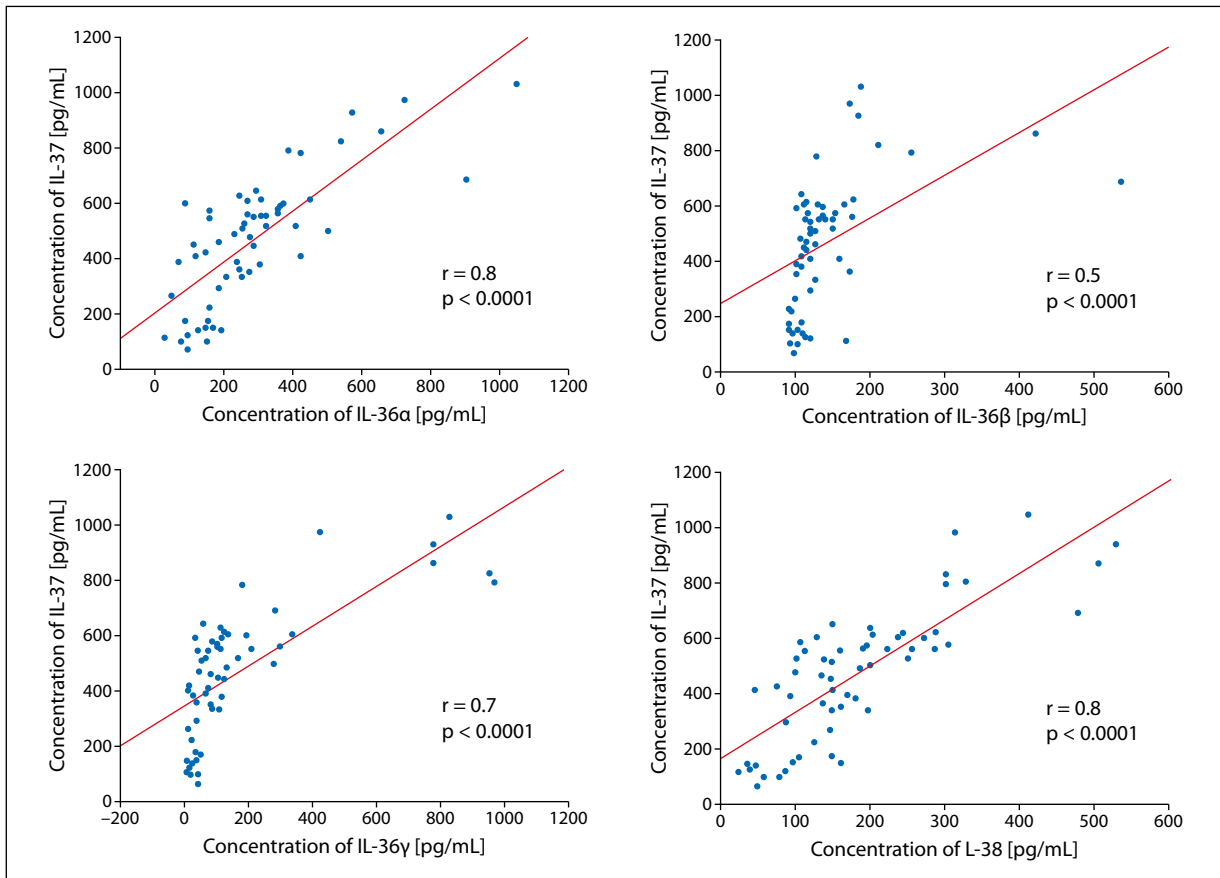 1200
1000
800
600
400
200
0
Concentration of IL-37 [pg/mL]
r = 0.8
p < 0.0001
0 200 400 600 800 1000 1200
Concentration of IL-36α [pg/mL]
1200
1000
800
600
400
200
0
Concentration of IL-37 [pg/mL]
r = 0.5
p < 0.0001
0 100 200 300 400 500 600
Concentration of IL-36β [pg/mL]
1200
1000
800
600
400
200
0
Concentration of IL-37 [pg/mL]
r = 0.7
p < 0.0001
–200 0 200 400 600 800 1000 1200
Concentration of IL-36γ [pg/mL]
1200
1000
800
600
400
200
0
Concentration of IL-37 [pg/mL]
r = 0.8
p < 0.0001
0 100 200 300 400 500 600
Concentration of L-38 [pg/mL]